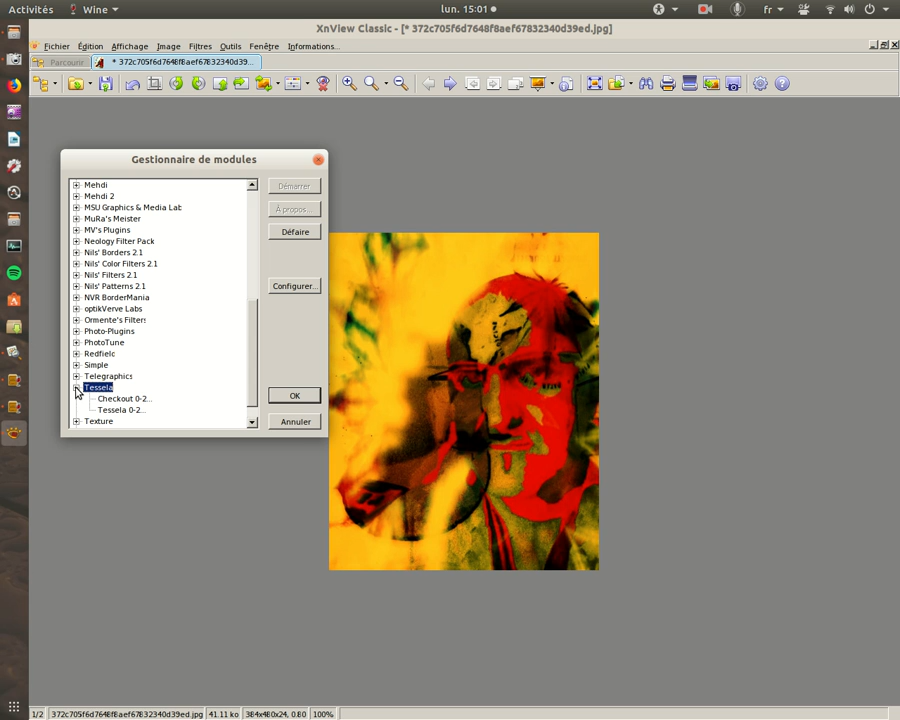 Activités
Wine
lun. 15:01
fr
XnView Classic - [* 372c705f6d7648f8aef67832340d39ed.jpg]
Fichier Édition Affichage Image Filtres Outils Fenêtre Informations...
Parcourir
* 372c705f6d7648f8aef67832340d39...
Gestionnaire de modules
Mehdi
Mehdi 2
MSU Graphics & Media Lab
MuRa's Meister
MV's Plugins
Neology Filter Pack
Nils' Borders 2.1
Nils' Color Filters 2.1
Nils' Filters 2.1
Nils' Patterns 2.1
NVR BorderMania
optikVerve Labs
Ormente's Filters
Photo-Plugins
PhotoTune
Redfield
Simple
Telegraphics
Tessela
Checkout 0-2...
Tessela 0-2...
Texture
Démarrer
À propos...
Défaire
Configurer...
OK
Annuler
1/2 372c705f6d7648f8aef67832340d39ed.jpg 41.11 ko 384x480x24, 0.80 100%